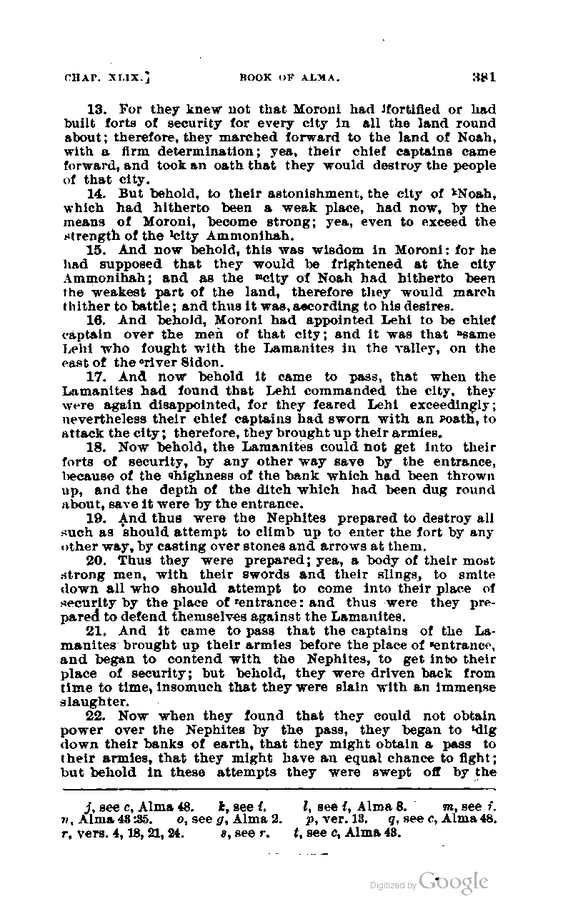 CHAP. XLIX.] BOOK OF ALMA. 381
13. For they knew not that Moroni had jfortified or had
built forts of security for every city in all the land round
about; therefore, they marched forward to the land of Noah,
with a firm determination; yea, their chief captains came
forward, and took an oath that they would destroy the people
of that city.
14. But behold, to their astonishment, the city of kNoah,
which had hitherto been a weak place, had now, by the
means of Moroni, become strong; yea, even to exceed the
strength of the lcity Ammonihah.
15. And now behold, this was wisdom in Moroni: for he
had supposed that they would be frightened at the city
Ammonihah; and as the mcity of Noah had hitherto been
the weakest part of the land, therefore they would march
thither to battle; and thus it was, according to his desires.
16. And behold, Moroni had appointed Lehi to be chief
captain over the men of that city; and it was that nsame
Lehi who fought with the Lamanites in the valley, on the
east of the oriver Sidon.
17. And now behold it came to pass, that when the
Lamanites had found that Lehi commanded the city, they
were again disappointed, for they feared Lehi exceedingly;
nevertheless their chief captains had sworn with an poath, to
attack the city; therefore, they brought up their armies.
18. Now behold, the Lamanites could not get into their
forts of security, by any other way save by the entrance,
because of the qhighness of the bank which had been thrown
up, and the depth of the ditch which had been dug round
about, save it were by the entrance.
19. And thus were the Nephites prepared to destroy all
such as should attempt to climb up to enter the fort by any
other way, by casting over stones and arrows at them.
20. Thus they were prepared; yea, a body of their most
strong men, with their swords and their slings, to smite
down all who should attempt to come into their place of
security by the place of rentrance: and thus were they pre-
pared to defend themselves against the Lamanites.
21. And it came to pass that the captains of the La-
manites brought up their armies before the place of sentrance,
and began to contend with the Nephites, to get into their
place of security; but behold, they were driven back from
time to time, insomuch that they were slain with an immense
slaughter.
22. Now when they found that they could not obtain
power over the Nephites by the pass, they began to tdig
down their banks of earth, that they might obtain a pass to
their armies, that they might have an equal chance to fight;
but behold in these attempts they were swept off by the
j, see c, Alma 48. k, see i. l, see i, Alma 8. m, see i.
n, Alma 43:35. o, see g, Alma 2. p, ver. 13. q, see c, Alma 48.
r, vers. 4, 18, 21, 24. s, see r. t, see c, Alma 48.
Digitized by Google